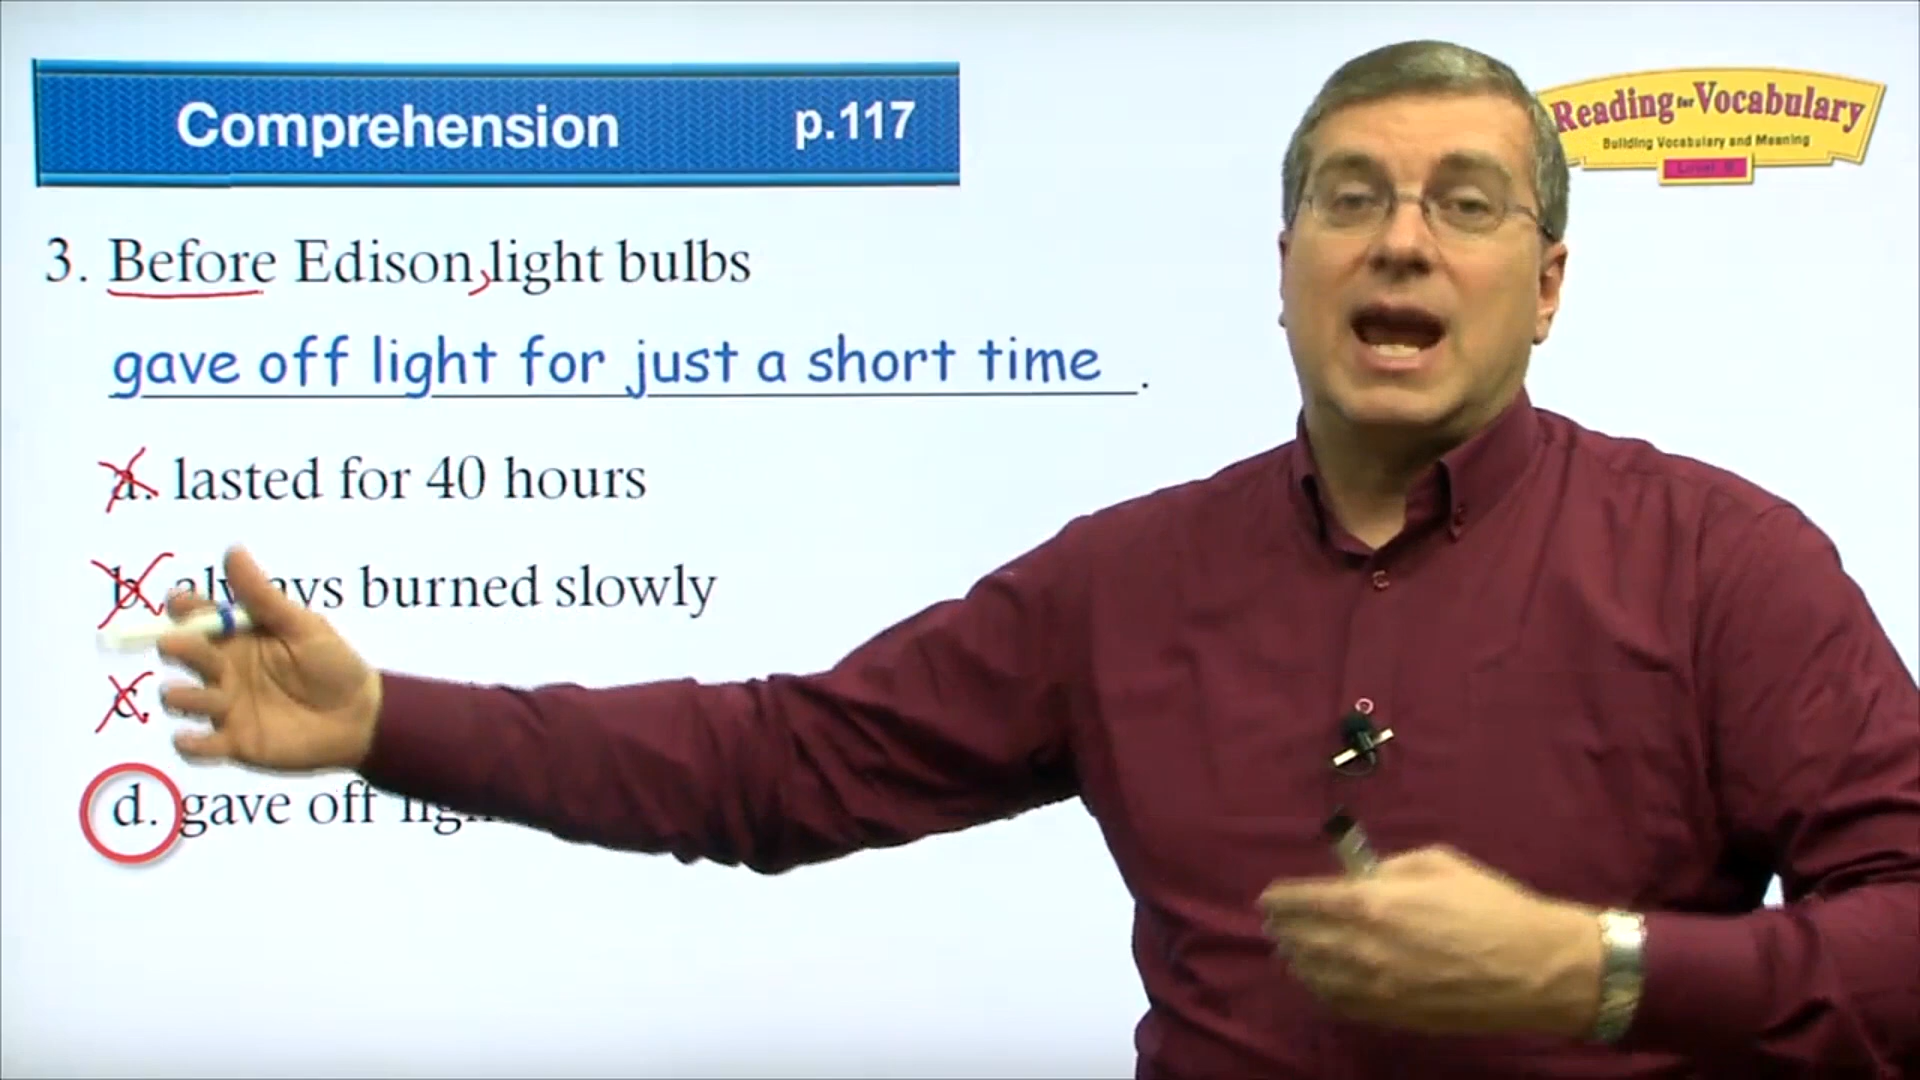 Comprehension p.117
Reading for Vocabulary
Building Vocabulary and Meaning
3. Before Edison, light bulbs
gave off light for just a short time.
a. lasted for 40 hours
b. always burned slowly
c.
d. gave off